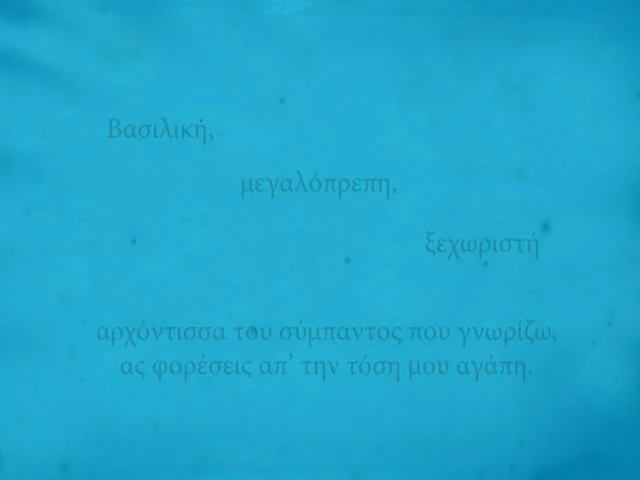 Βασιλική,
μεγαλόπρεπη,
ξεχωριστή
αρχόντισσα του σύμπαντος που γνωρίζω,
ας φορέσεις απ’ την τόση μου αγάπη.